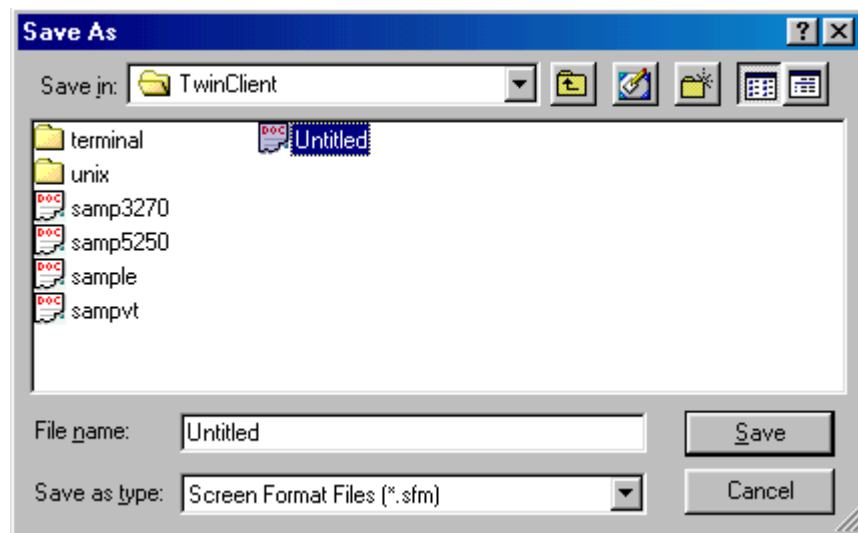 Save As
Save in: TwinClient
terminal
unix
samp3270
samp5250
sample
sampvt
Untitled
File name: Untitled
Save
Save as type: Screen Format Files (*.sfm)
Cancel